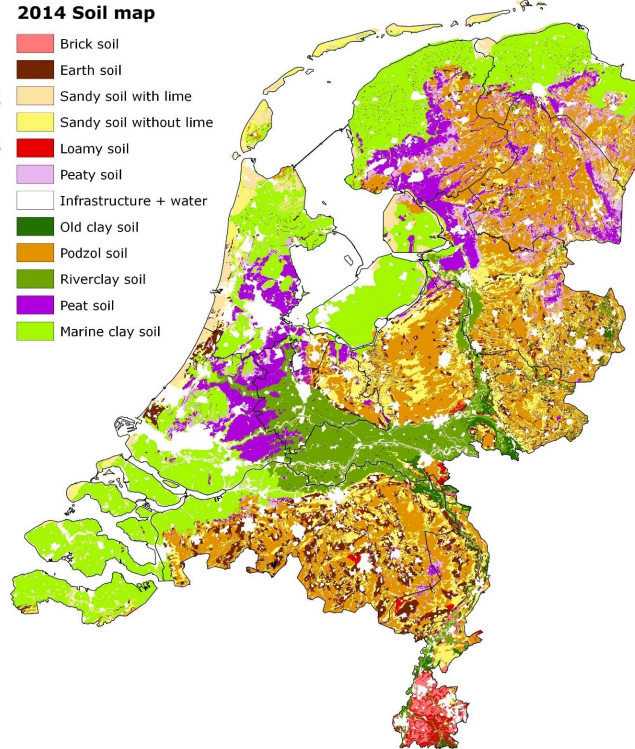 2014 Soil map
Brick soil
Earth soil
Sandy soil with lime
Sandy soil without lime
Loamy soil
Peaty soil
Infrastructure + water
Old clay soil
Podzol soil
Riverclay soil
Peat soil
Marine clay soil